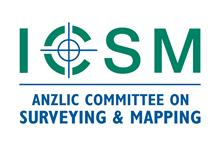 ICSM
ANZLIC COMMITTEE ON
SURVEYING & MAPPING